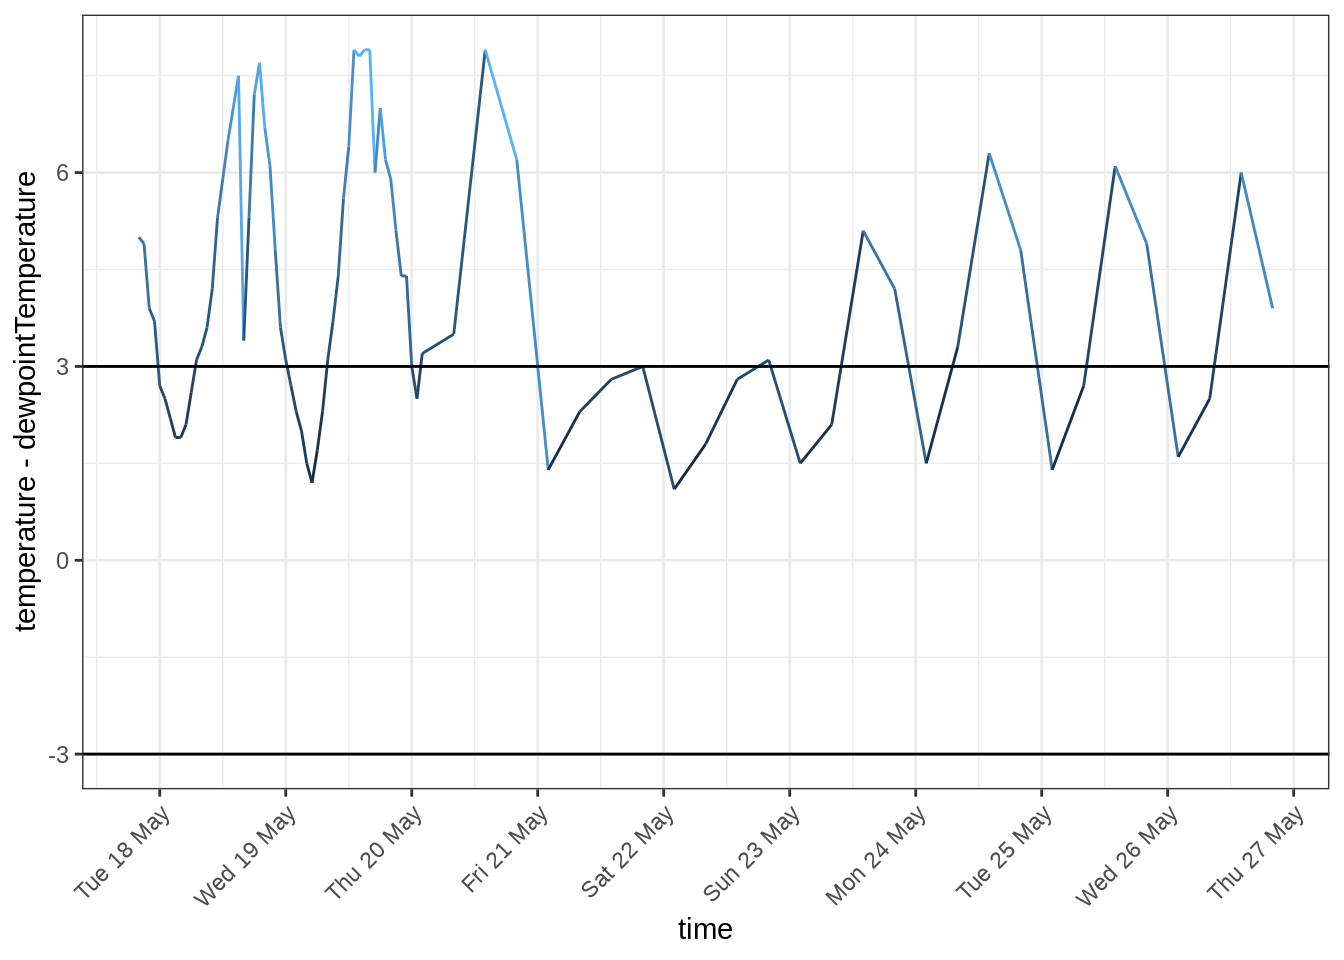 temperature - dewpointTemperature
6
3
0
-3
Tue 18 May
Wed 19 May
Thu 20 May
Fri 21 May
Sat 22 May
Sun 23 May
Mon 24 May
Tue 25 May
Wed 26 May
Thu 27 May
time